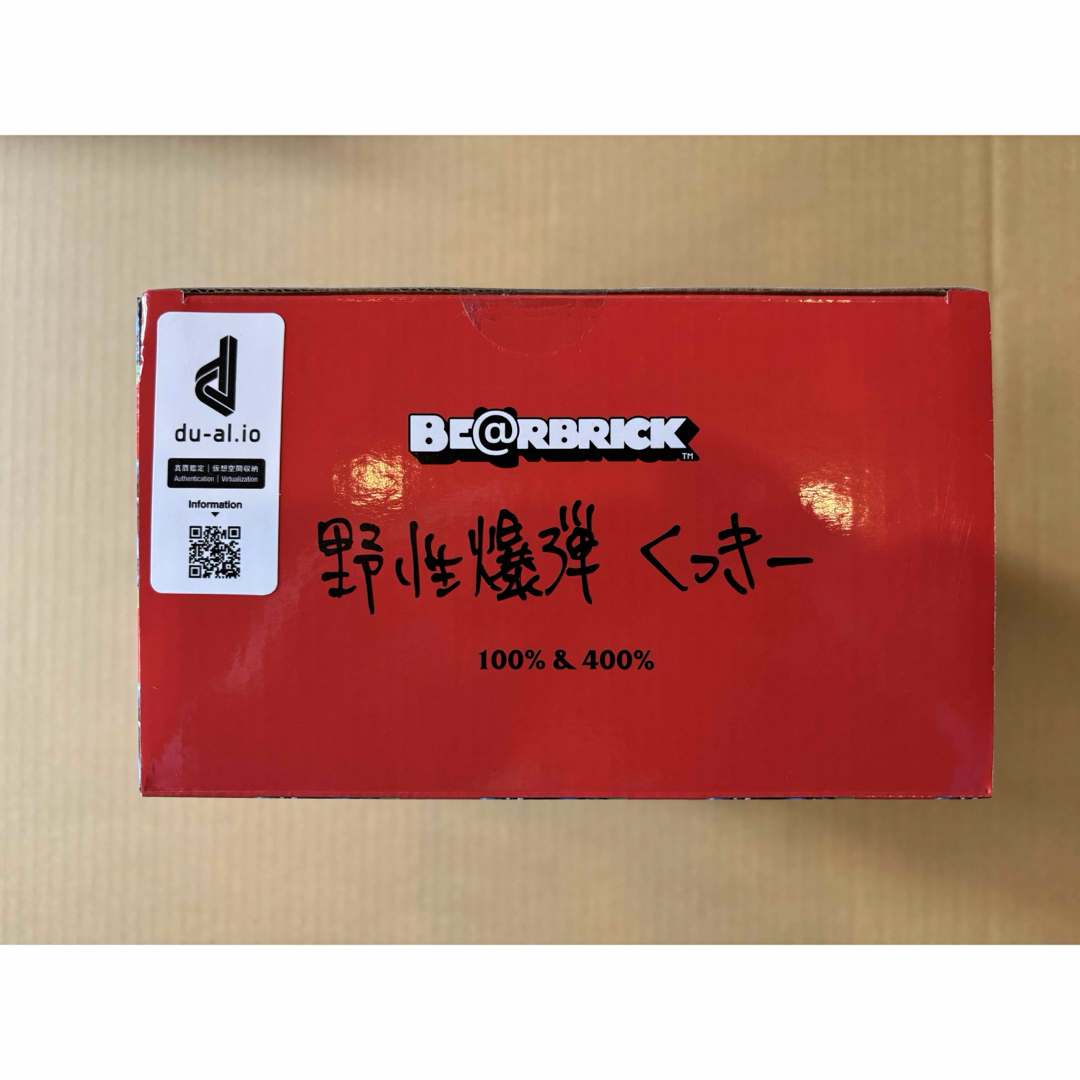 du-al.io
真贋鑑定｜仮想空間収納
Authentication｜Virtualization
Information
BE@RBRICK TM
野性爆弾 くっきー
100% & 400%